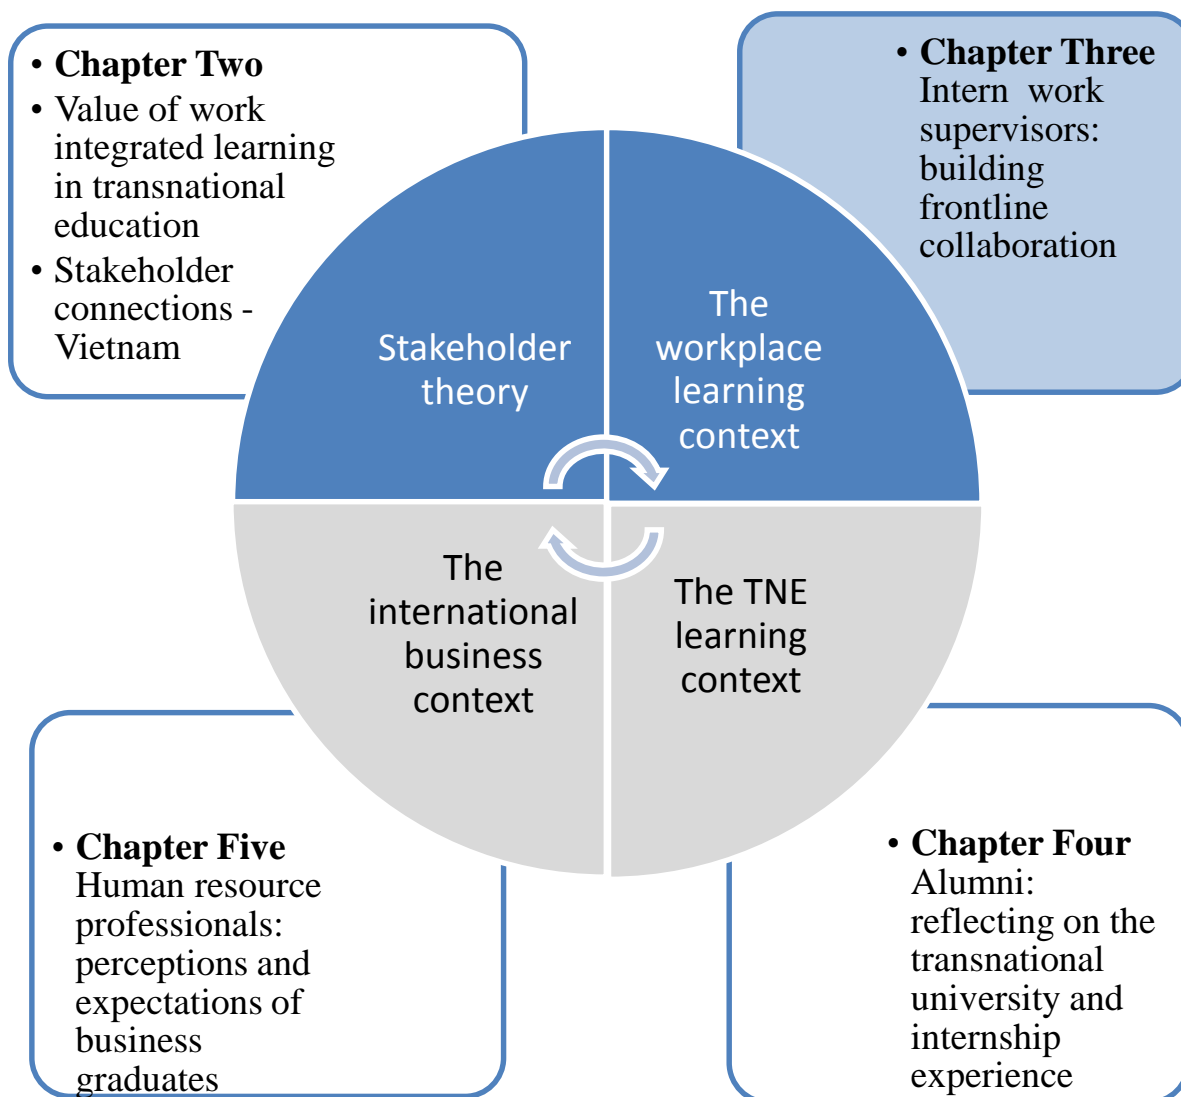 • Chapter Two
• Value of work
integrated learning
in transnational
education
• Stakeholder
connections -
Vietnam
• Chapter Three
Intern  work
supervisors:
building
frontline
collaboration
Stakeholder
theory
The
workplace
learning
context
The
international
business
context
The TNE
learning
context
• Chapter Five
Human resource
professionals:
perceptions and
expectations of
business
graduates
• Chapter Four
Alumni:
reflecting on the
transnational
university and
internship
experience